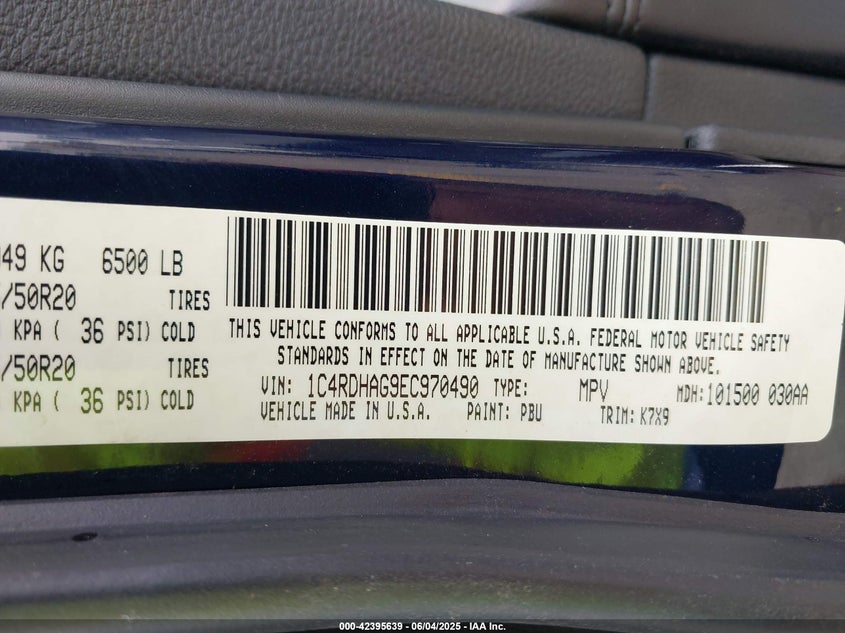 49 KG 6500 LB
/50R20 TIRES
KPA ( 36 PSI) COLD
/50R20 TIRES
KPA ( 36 PSI) COLD
THIS VEHICLE CONFORMS TO ALL APPLICABLE U.S.A. FEDERAL MOTOR VEHICLE SAFETY
STANDARDS IN EFFECT ON THE DATE OF MANUFACTURE SHOWN ABOVE.
VIN: 1C4RDHAG9EC970490 TYPE: MPV MDH:101500 030AA
VEHICLE MADE IN U.S.A. PAINT: PBU TRIM: K7X9
000-42395639 - 06/04/2025 - IAA Inc.